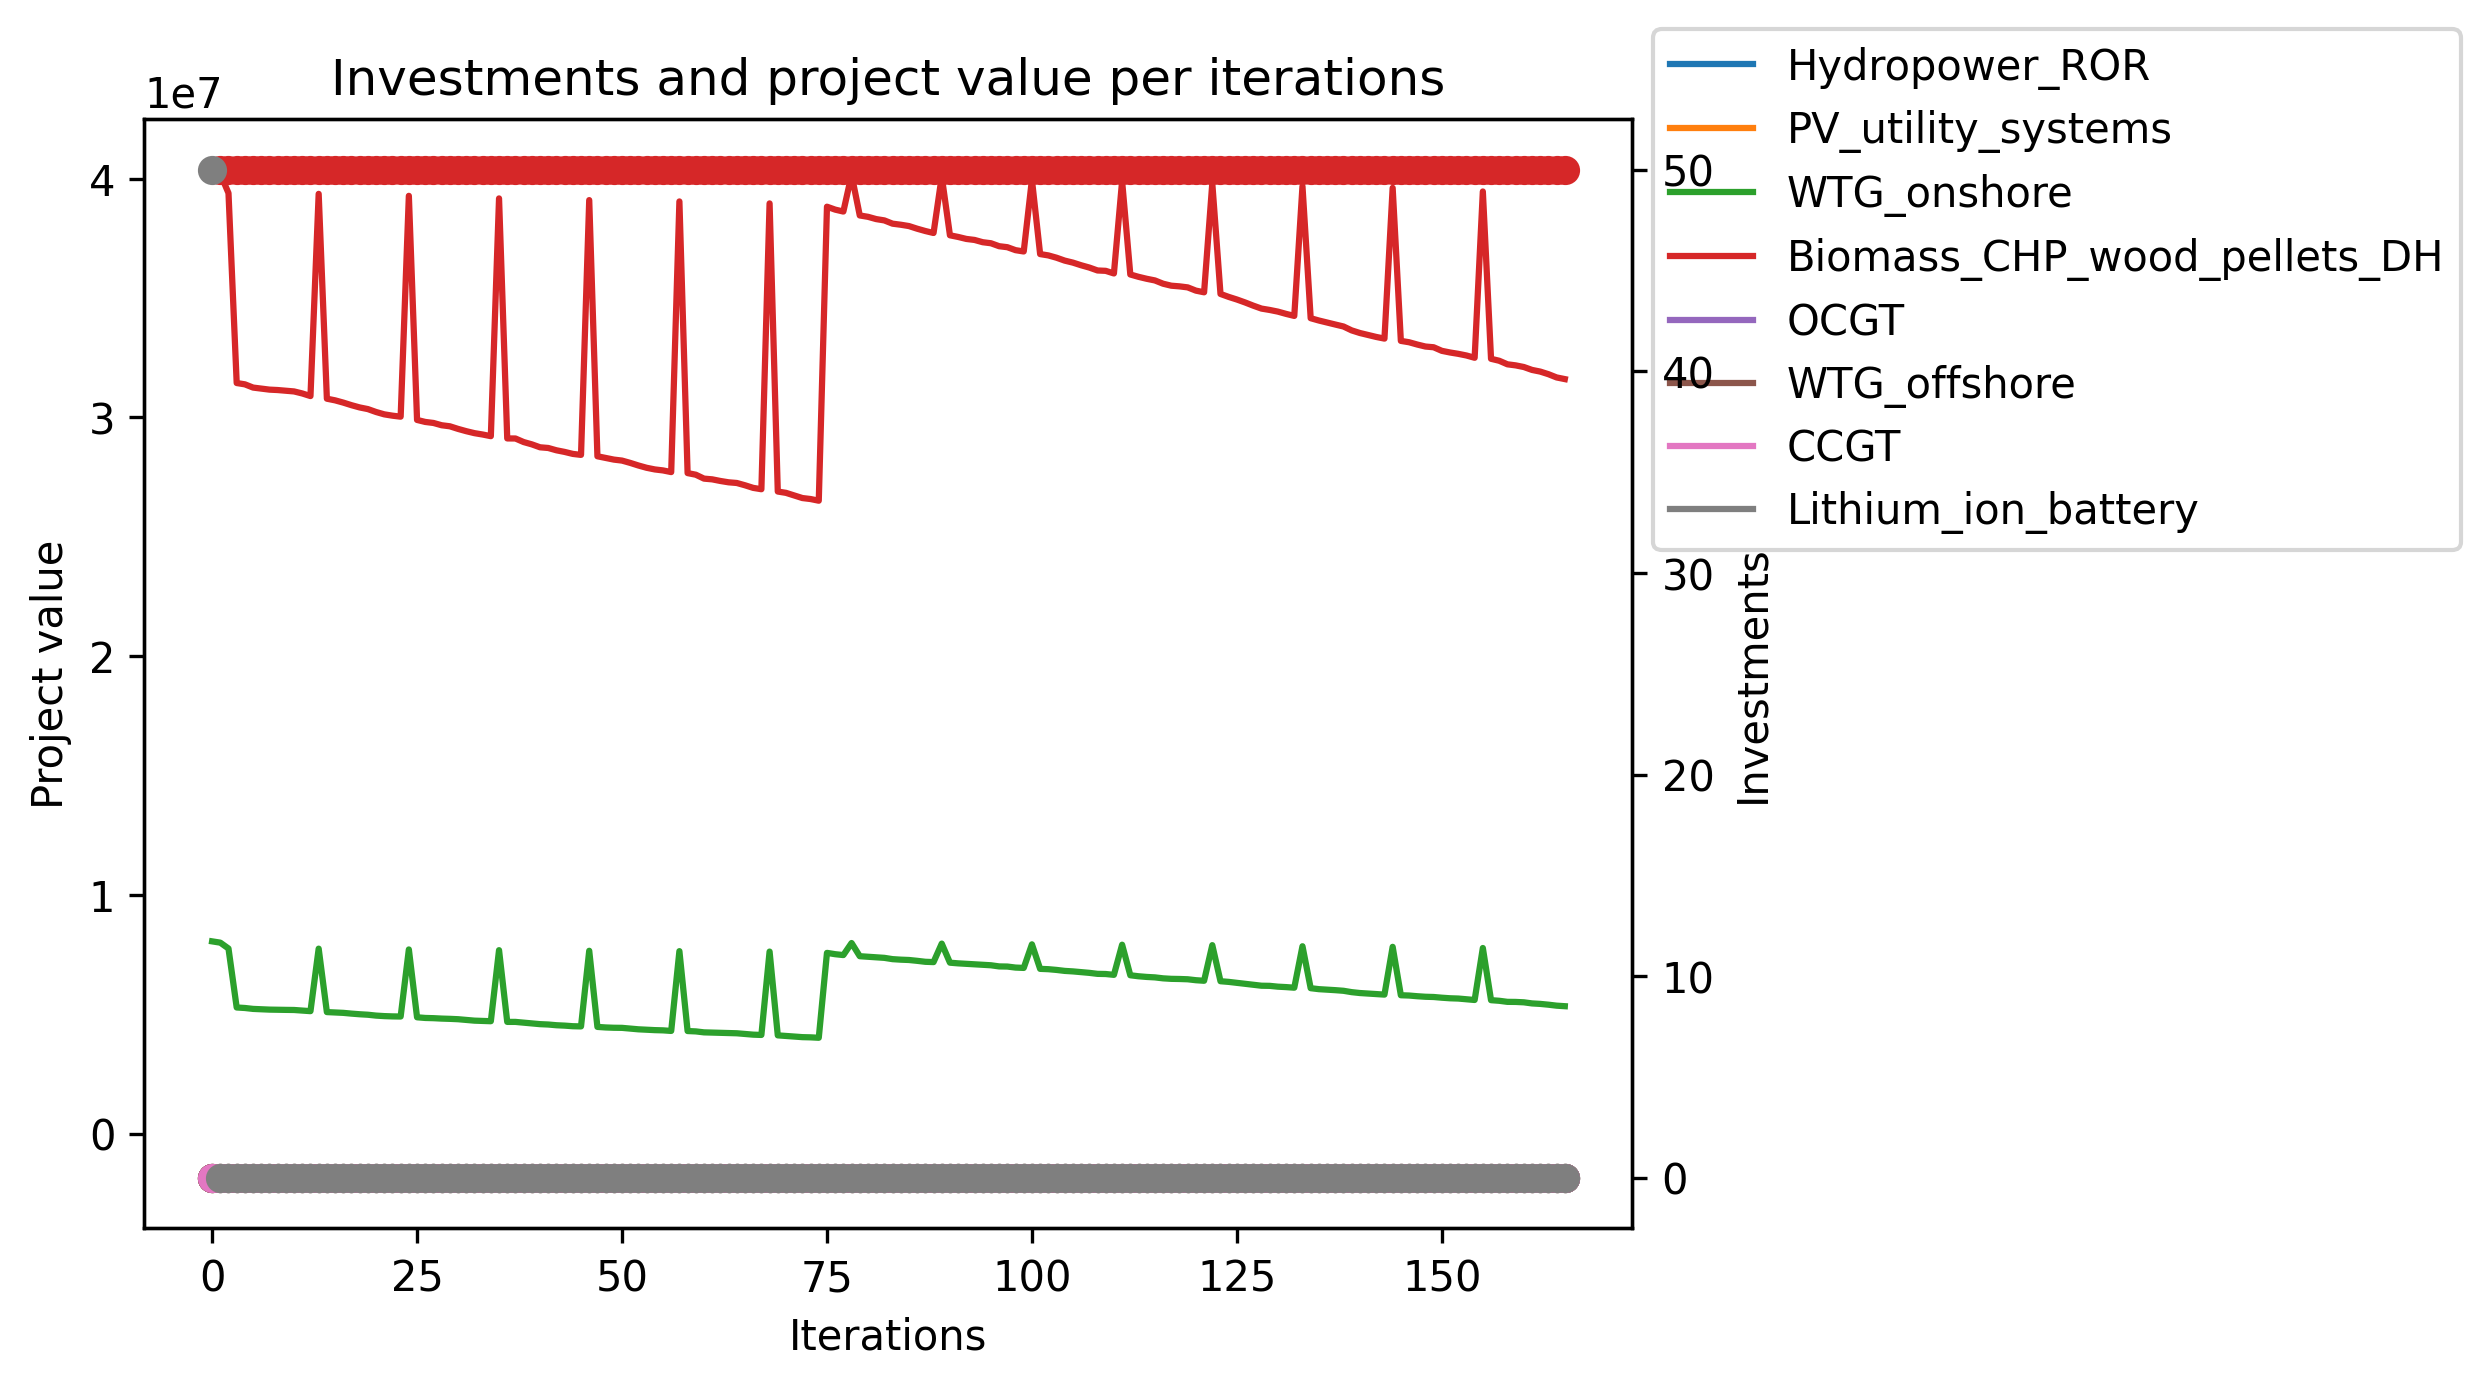 Investments and project value per iterations
1e7
4
3
2
1
0
Project value
0
25
50
75
100
125
150
Iterations
50
40
30
20
10
0
Investments
Hydropower_ROR
PV_utility_systems
WTG_onshore
Biomass_CHP_wood_pellets_DH
OCGT
WTG_offshore
CCGT
Lithium_ion_battery